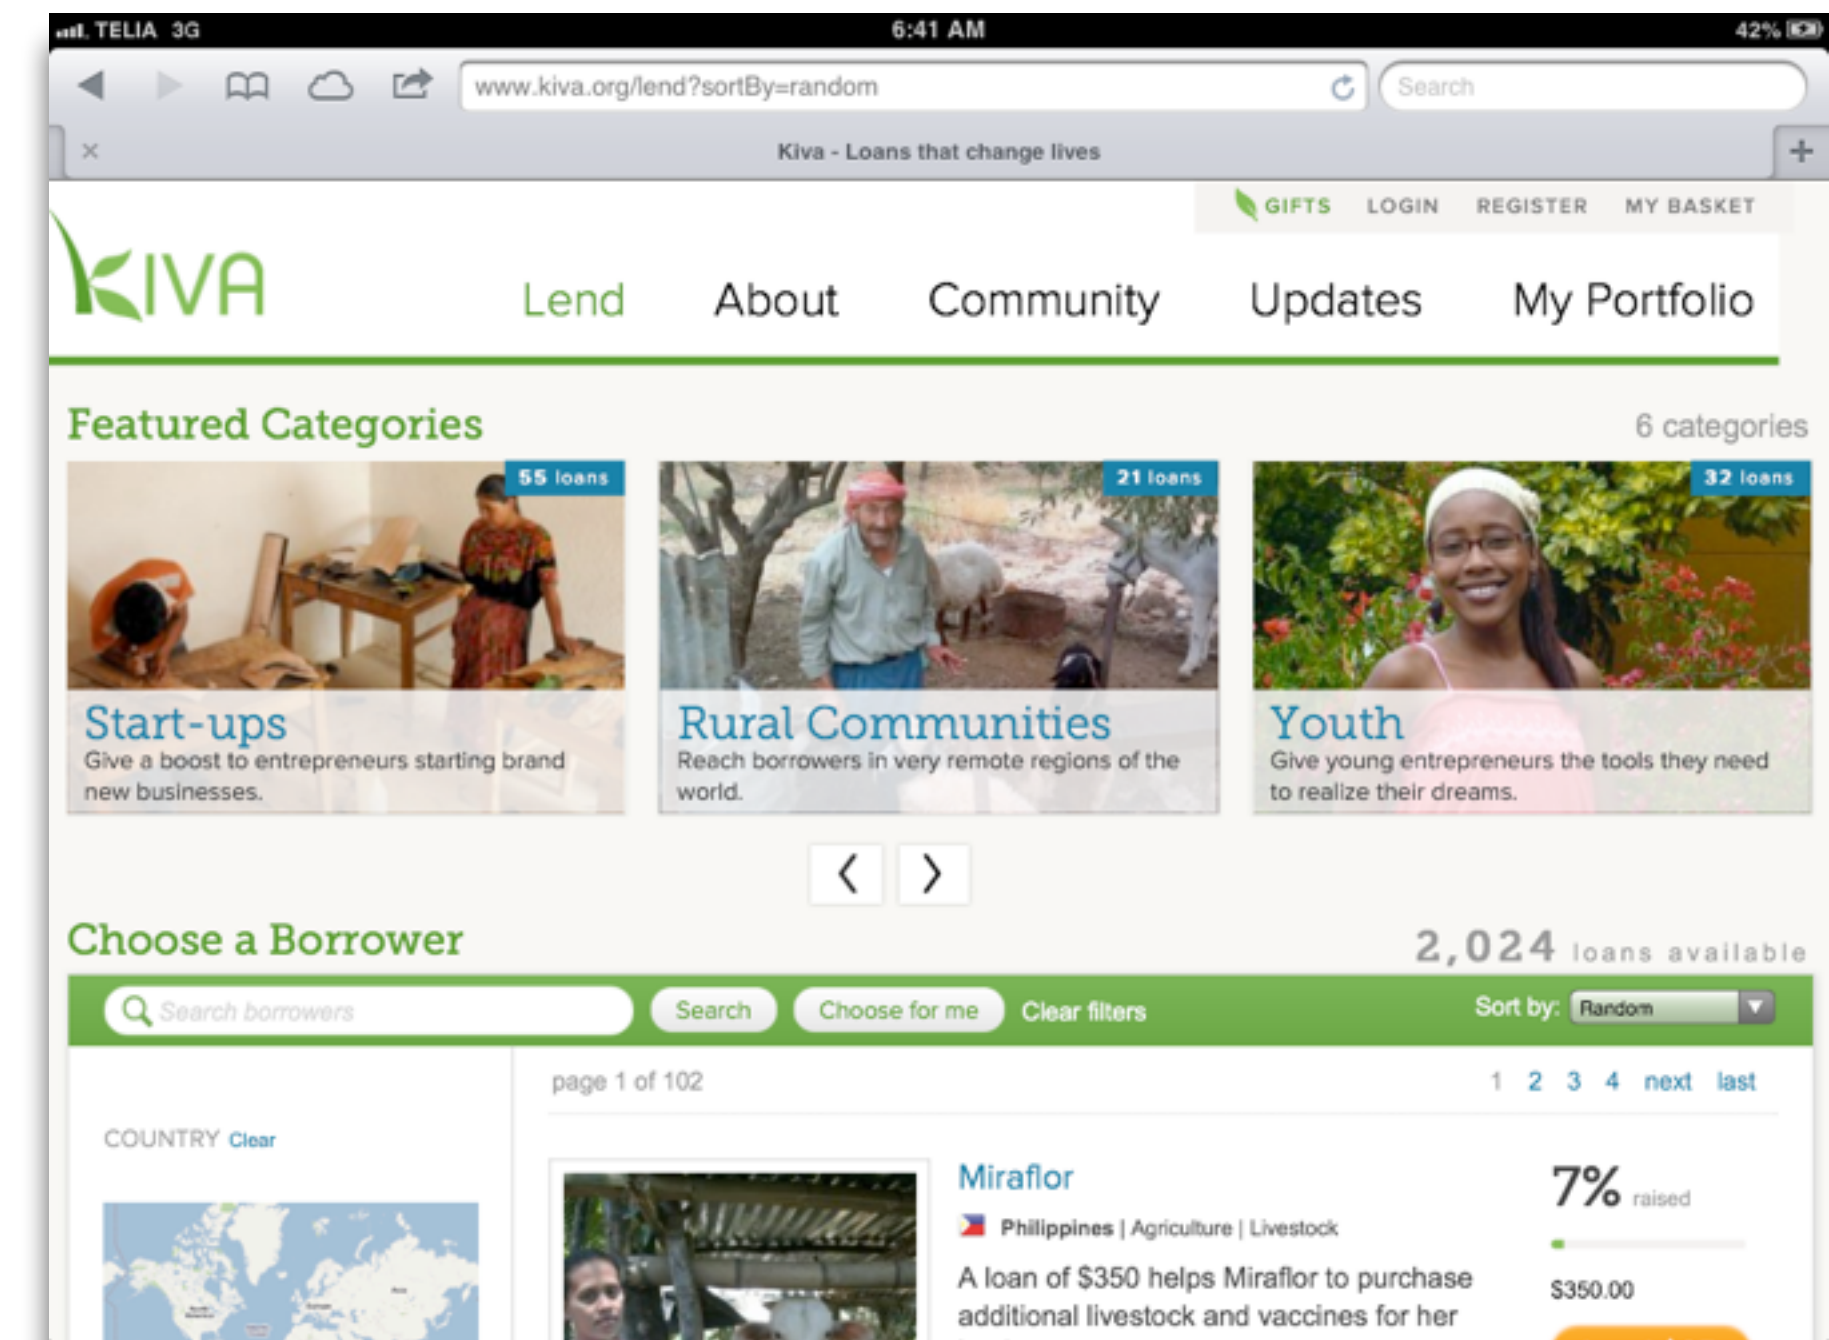 TELIA 3G
6:41 AM
42%
www.kiva.org/lend?sortBy=random
Search
Kiva - Loans that change lives
GIFTS LOGIN REGISTER MY BASKET
KIVA
Lend About Community Updates My Portfolio
Featured Categories
6 categories
55 loans
21 loans
32 loans
Start-ups
Give a boost to entrepreneurs starting brand
new businesses.
Rural Communities
Reach borrowers in very remote regions of the
world.
Youth
Give young entrepreneurs the tools they need
to realize their dreams.
Choose a Borrower
2,024 loans available
Search borrowers
Search
Choose for me
Clear filters
Sort by: Random
page 1 of 102
1 2 3 4 next last
COUNTRY Clear
Miraflor
7% raised
Philippines | Agriculture | Livestock
A loan of $350 helps Miraflor to purchase
additional livestock and vaccines for her
$350.00